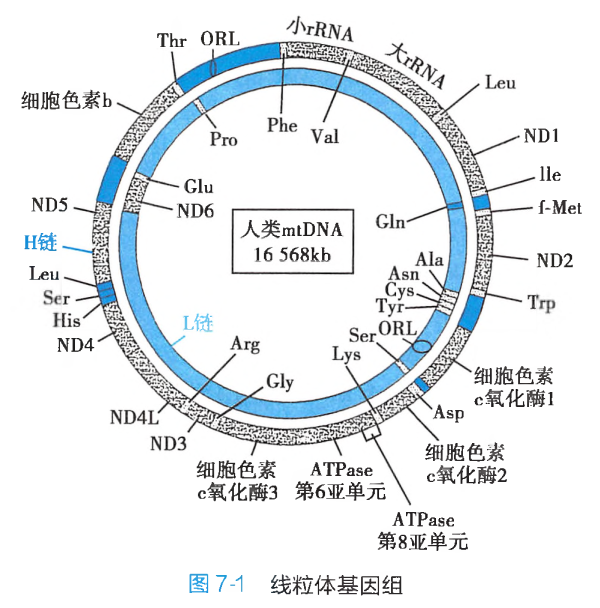 小rRNA
大rRNA
Thr
ORL
Leu
细胞色素b
Pro
Phe
Val
ND1
Ile
f-Met
Glu
ND5
ND6
Gln
人类mtDNA
16 568kb
H链
ND2
Ala
Asn
Cys
Tyr
Leu
Ser
His
Trp
ND4
L链
Arg
Ser
ORL
Lys
细胞色素
c氧化酶1
Gly
Asp
ND4L
ND3
细胞色素
c氧化酶3
ATPase
第6亚单元
细胞色素
c氧化酶2
ATPase
第8亚单元
图 7-1 线粒体基因组